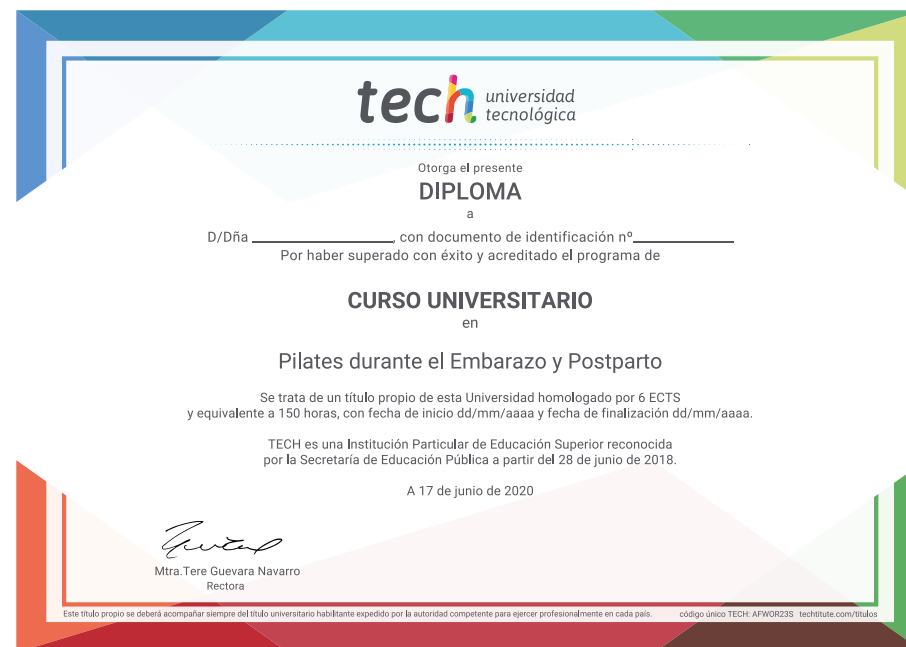 tech universidad
tecnológica
Otorga el presente
DIPLOMA
a
D/Dña ____________________, con documento de identificación nº______________
Por haber superado con éxito y acreditado el programa de
CURSO UNIVERSITARIO
en
Pilates durante el Embarazo y Postparto
Se trata de un título propio de esta Universidad homologado por 6 ECTS
y equivalente a 150 horas, con fecha de inicio dd/mm/aaaa y fecha de finalización dd/mm/aaaa.
TECH es una Institución Particular de Educación Superior reconocida
por la Secretaría de Educación Pública a partir del 28 de junio de 2018.
A 17 de junio de 2020
Mtra.Tere Guevara Navarro
Rectora
Este título propio se deberá acompañar siempre del título universitario habilitante expedido por la autoridad competente para ejercer profesionalmente en cada país. código único TECH: AFWOR23S techtitute.com/titulos